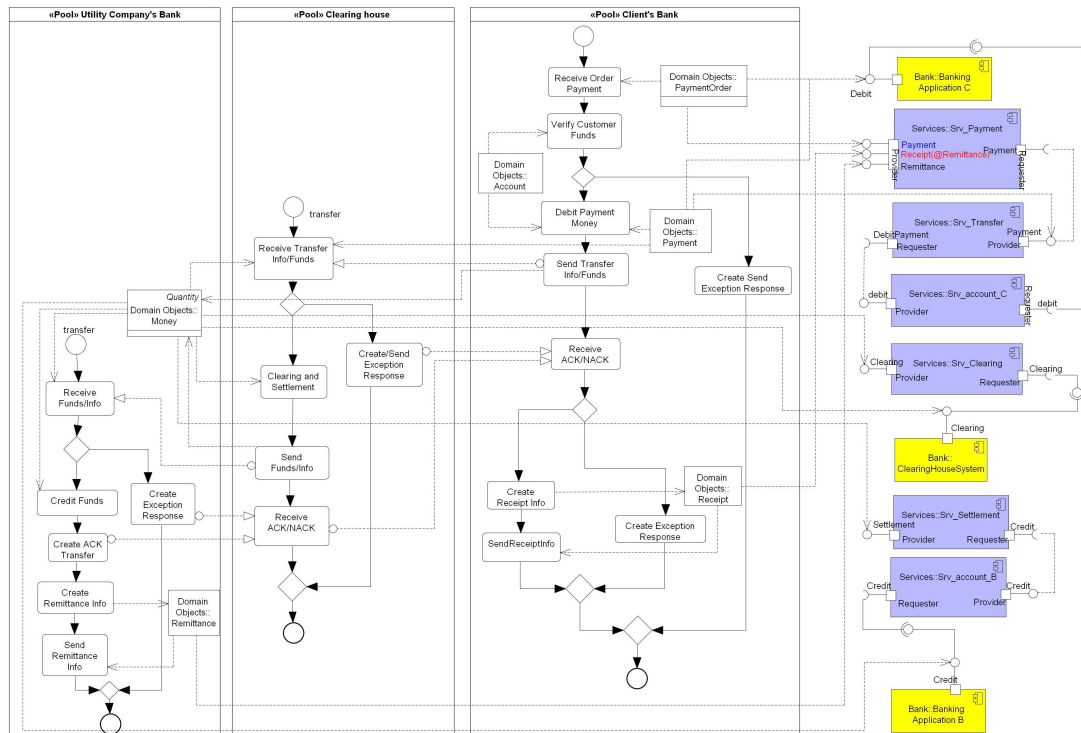 «Pool» Utility Company's Bank
«Pool» Clearing house
«Pool» Client's Bank
Receive Order
Payment
Domain Objects::
PaymentOrder
Verify Customer
Funds
Domain
Objects::
Account
Debit Payment
Money
Domain
Objects::
Payment
Send Transfer
Info/Funds
Create Send
Exception Response
Receive
ACK/NACK
Create
Receipt Info
Domain
Objects::
Receipt
SendReceiptInfo
Create Exception
Response
transfer
Receive Transfer
Info/Funds
Create/Send
Exception
Response
Clearing and
Settlement
Send
Funds/Info
Receive
ACK/NACK
Quantity
Domain Objects::
Money
transfer
Receive
Funds/Info
Credit Funds
Create
Exception
Response
Create ACK
Transfer
Create
Remittance Info
Domain
Objects::
Remittance
Send
Remittance
Info
Debit
Bank::Banking
Application C
Services::Srv_Payment
Payment
Receipt(@Remittance)
Remittance
Provider
Payment
Requester
Services::Srv_Transfer
DebitPayment
Requester
Payment
Provider
Services::Srv_account_C
debit
Provider
Requester
debit
Services::Srv_Clearing
Clearing
Provider
Requester
Clearing
Clearing
Bank::
ClearingHouseSystem
Services::Srv_Settlement
Settlement
Provider
Requester
Credit
Services::Srv_account_B
Credit
Requester
Provider
Credit
Credit
Bank::Banking
Application B